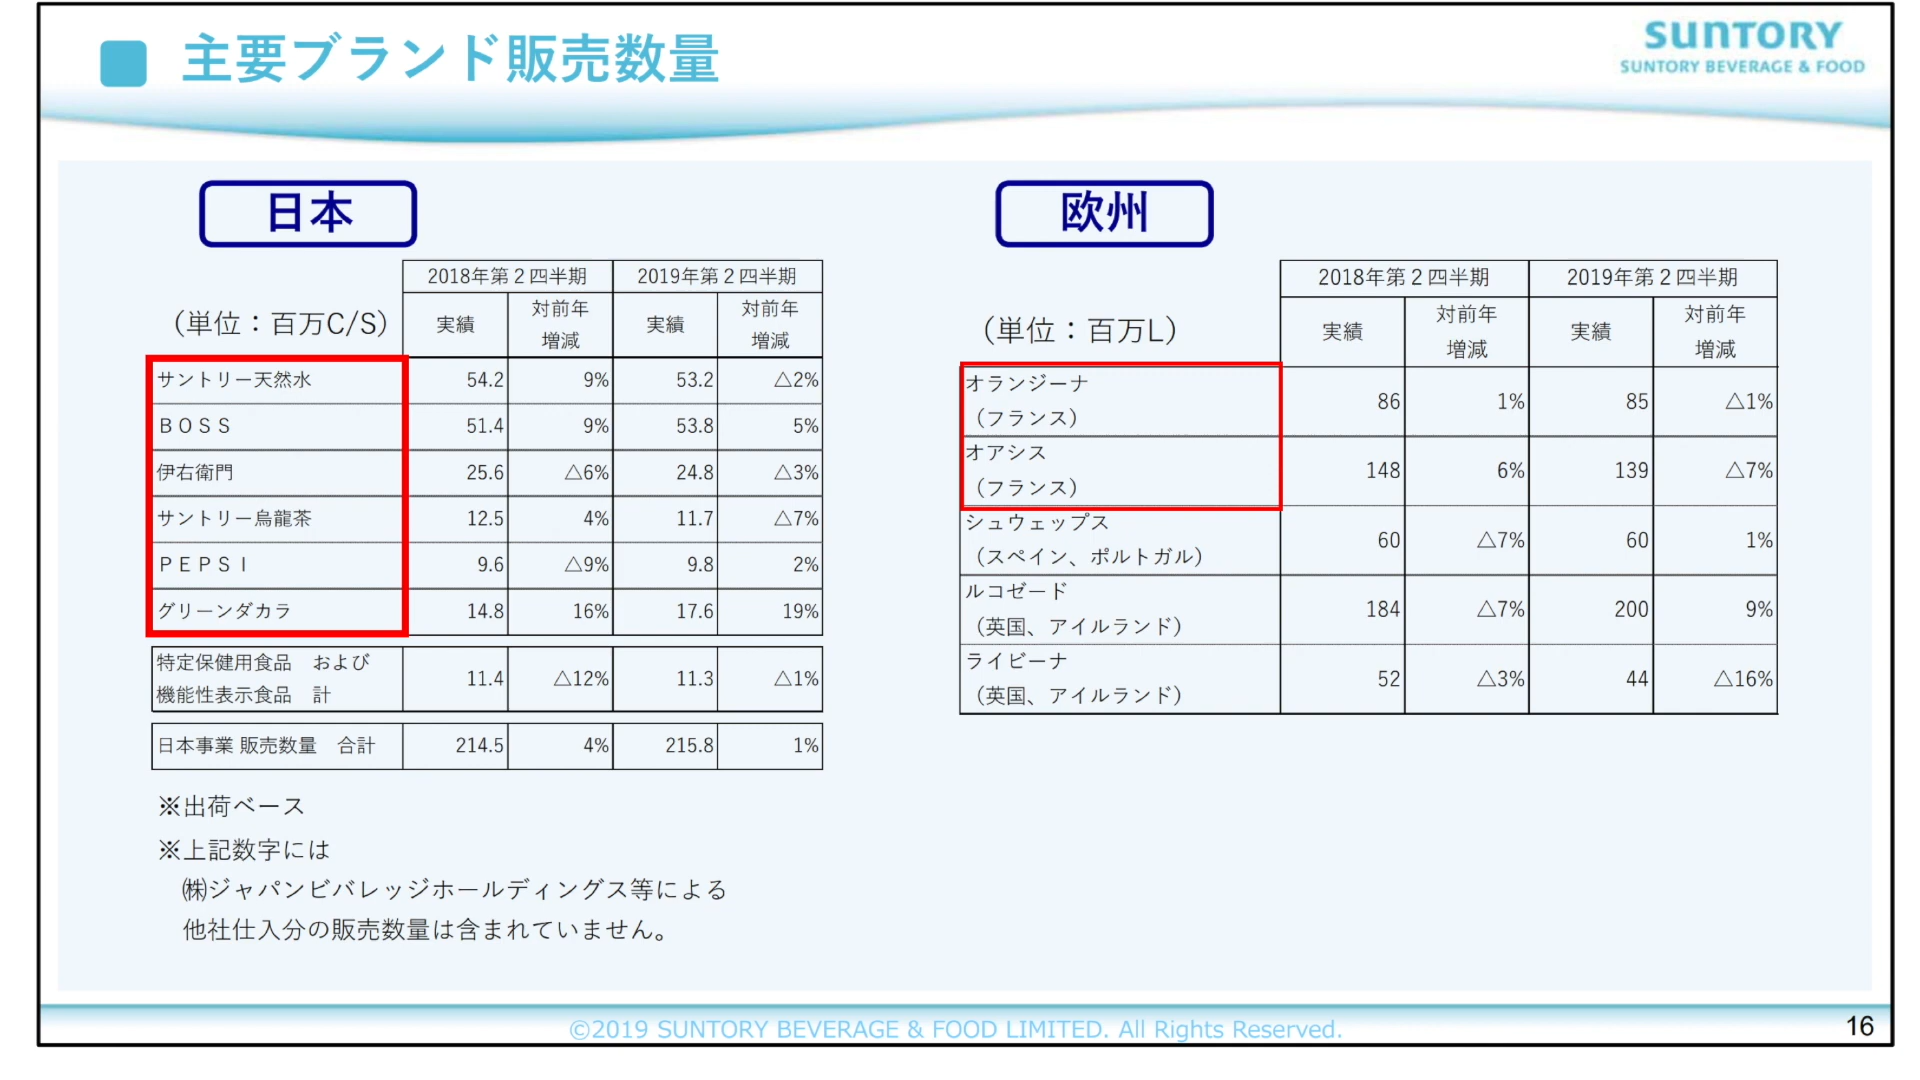 主要ブランド販売数量
SUNTORY
SUNTORY BEVERAGE & FOOD
日本
(単位：百万C/S)
2018年第２四半期 2019年第２四半期
実績 対前年増減 実績 対前年増減
サントリー天然水 54.2 9% 53.2 △2%
ＢＯＳＳ 51.4 9% 53.8 5%
伊右衛門 25.6 △6% 24.8 △3%
サントリー烏龍茶 12.5 4% 11.7 △7%
ＰＥＰＳＩ 9.6 △9% 9.8 2%
グリーンダカラ 14.8 16% 17.6 19%
特定保健用食品　および
機能性表示食品　計 11.4 △12% 11.3 △1%
日本事業 販売数量　合計 214.5 4% 215.8 1%
※出荷ベース
※上記数字には
㈱ジャパンビバレッジホールディングス等による
他社仕入分の販売数量は含まれていません。
欧州
(単位：百万L)
2018年第２四半期 2019年第２四半期
実績 対前年増減 実績 対前年増減
オランジーナ
（フランス） 86 1% 85 △1%
オアシス
（フランス） 148 6% 139 △7%
シュウェップス
（スペイン、ポルトガル） 60 △7% 60 1%
ルコゼード
（英国、アイルランド） 184 △7% 200 9%
ライビーナ
（英国、アイルランド） 52 △3% 44 △16%
©2019 SUNTORY BEVERAGE & FOOD LIMITED. All Rights Reserved.
16